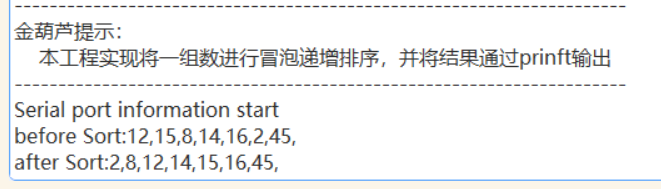 ----------------------------------------------------------------------
金葫芦提示：
本工程实现将一组数进行冒泡递增排序，并将结果通过prinft输出
----------------------------------------------------------------------
Serial port information start
before Sort:12,15,8,14,16,2,45,
after Sort:2,8,12,14,15,16,45,